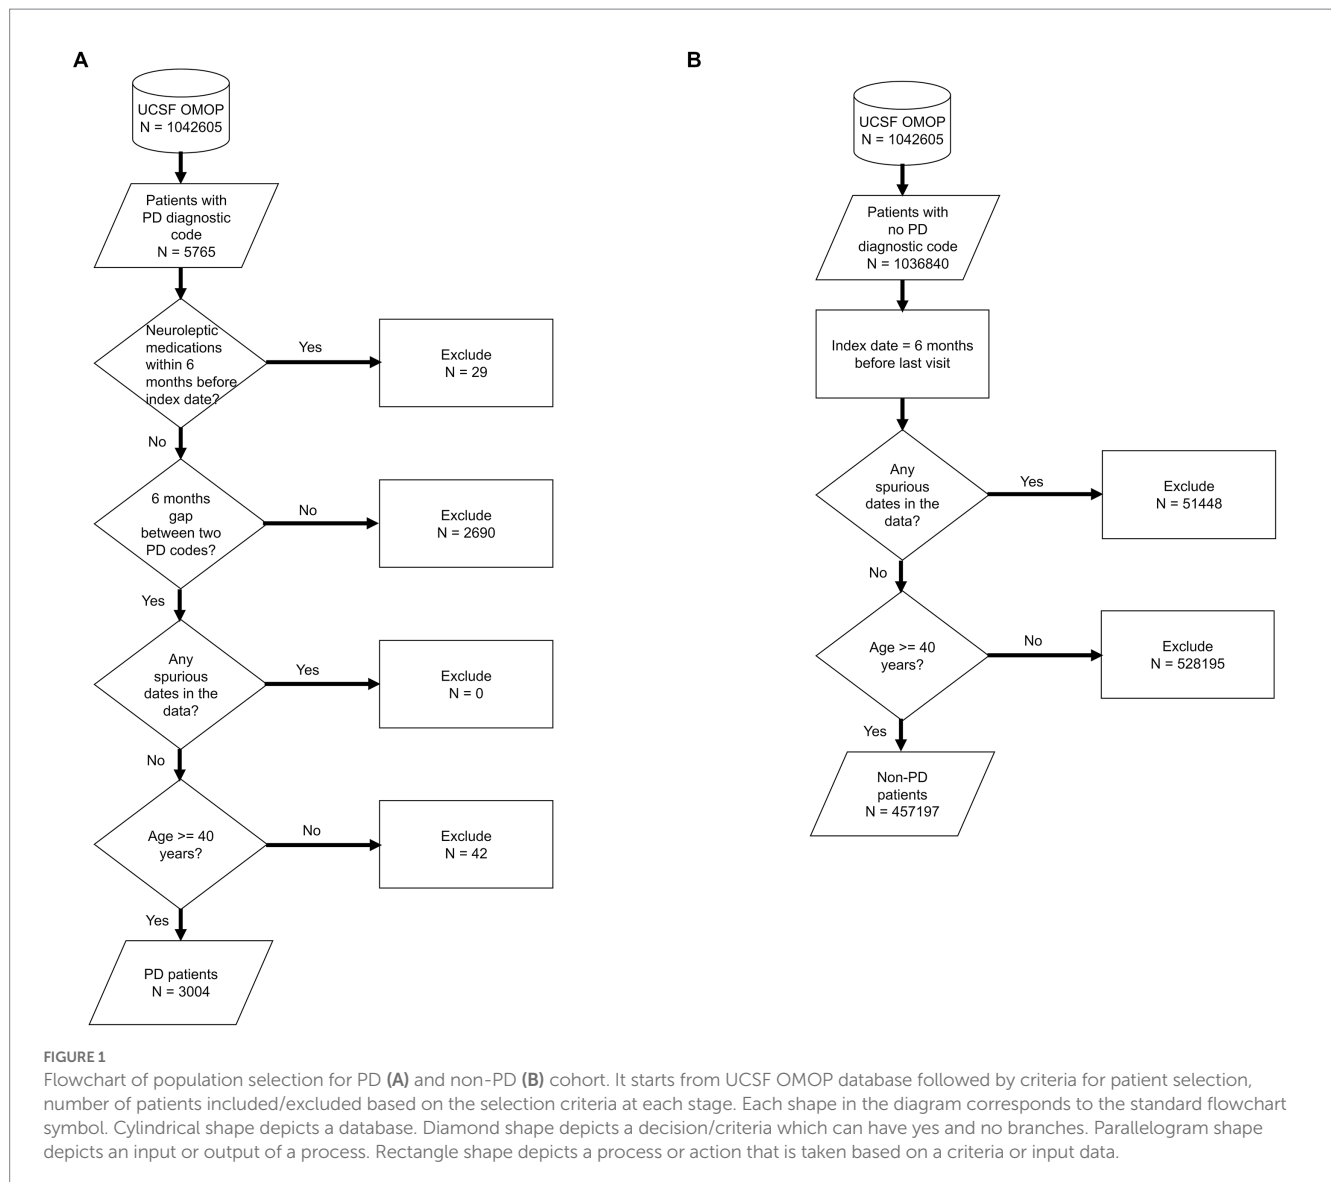 A
UCSF OMOP
N = 1042605
Patients with
PD diagnostic
code
N = 5765
Neuroleptic
medications
within 6
months before
index date?
Yes
Exclude
N = 29
No
6 months
gap
between two
PD codes?
No
Exclude
N = 2690
Yes
Any
spurious
dates in the
data?
Yes
Exclude
N = 0
No
Age >= 40
years?
No
Exclude
N = 42
Yes
PD patients
N = 3004
B
UCSF OMOP
N = 1042605
Patients with
no PD
diagnostic code
N = 1036840
Index date = 6 months
before last visit
Any
spurious
dates in the
data?
Yes
Exclude
N = 51448
No
Age >= 40
years?
No
Exclude
N = 528195
Yes
Non-PD
patients
N = 457197
FIGURE 1
Flowchart of population selection for PD (A) and non-PD (B) cohort. It starts from UCSF OMOP database followed by criteria for patient selection,
number of patients included/excluded based on the selection criteria at each stage. Each shape in the diagram corresponds to the standard flowchart
symbol. Cylindrical shape depicts a database. Diamond shape depicts a decision/criteria which can have yes and no branches. Parallelogram shape
depicts an input or output of a process. Rectangle shape depicts a process or action that is taken based on a criteria or input data.